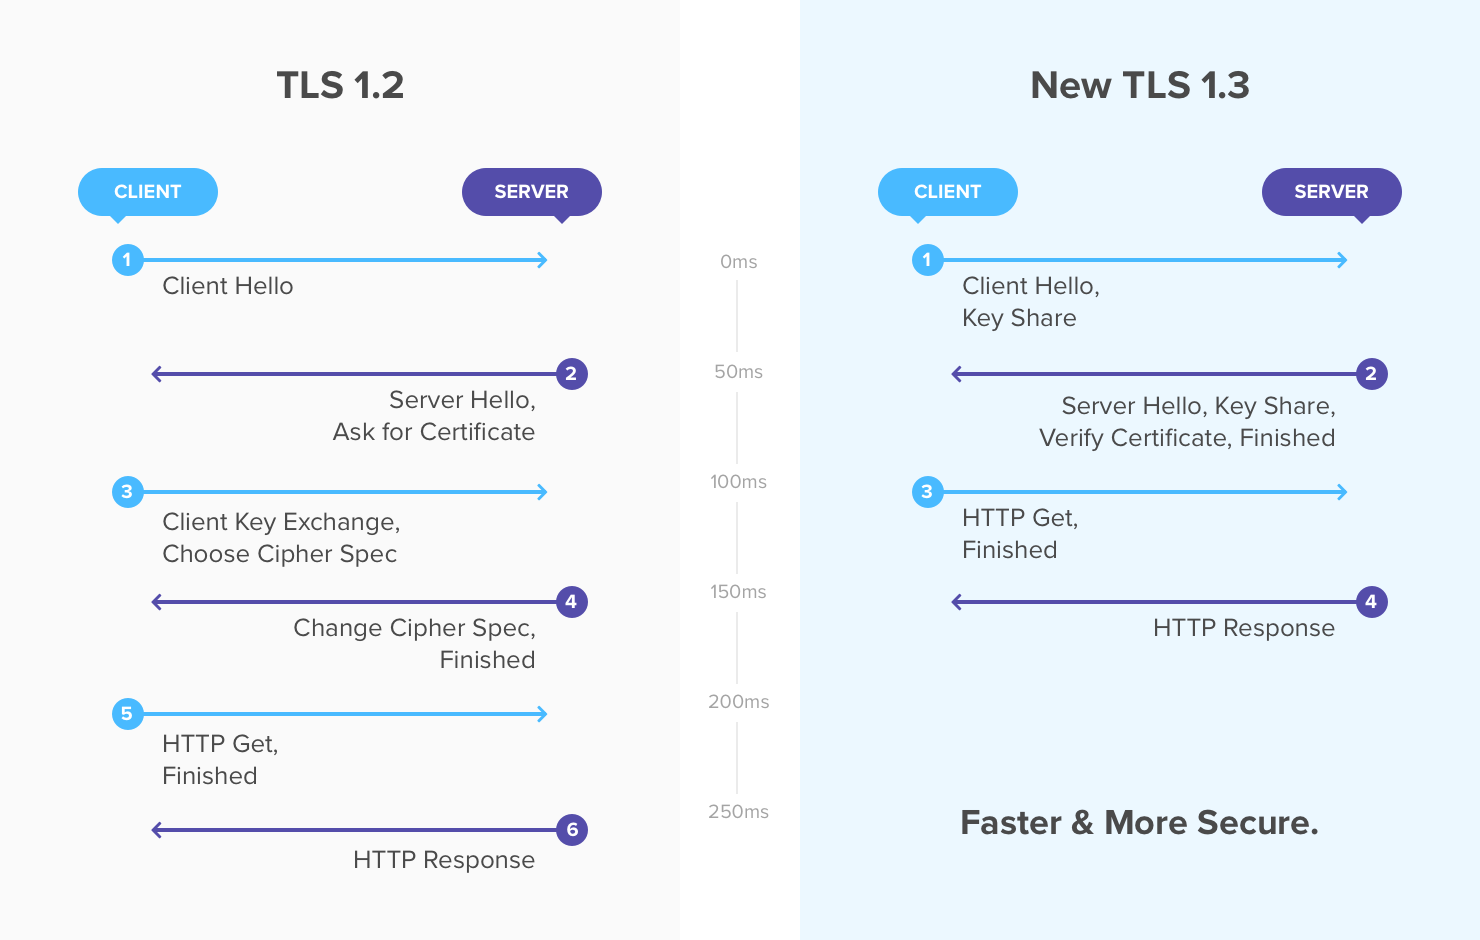 TLS 1.2
CLIENT
SERVER
1
Client Hello
2
Server Hello,
Ask for Certificate
3
Client Key Exchange,
Choose Cipher Spec
4
Change Cipher Spec,
Finished
5
HTTP Get,
Finished
6
HTTP Response
0ms
50ms
100ms
150ms
200ms
250ms
New TLS 1.3
CLIENT
SERVER
1
Client Hello,
Key Share
2
Server Hello, Key Share,
Verify Certificate, Finished
3
HTTP Get,
Finished
4
HTTP Response
Faster & More Secure.